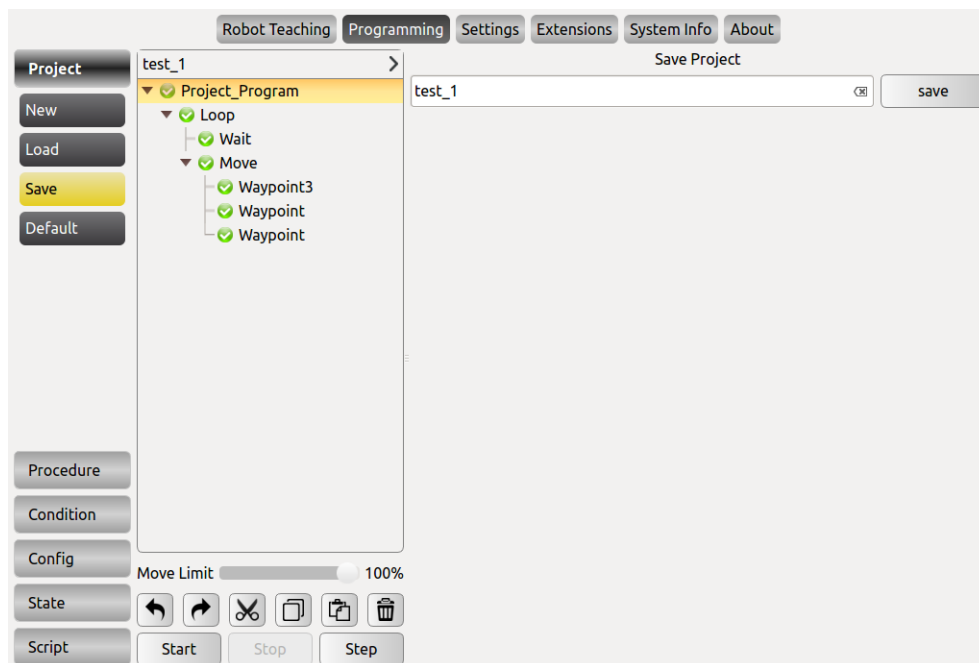 Robot Teaching Programming Settings Extensions System Info About
Project
New
Load
Save
Default
Procedure
Condition
Config
State
Script
test_1
Project_Program
Loop
Wait
Move
Waypoint3
Waypoint
Waypoint
Move Limit 100%
Start Stop Step
Save Project
test_1 save